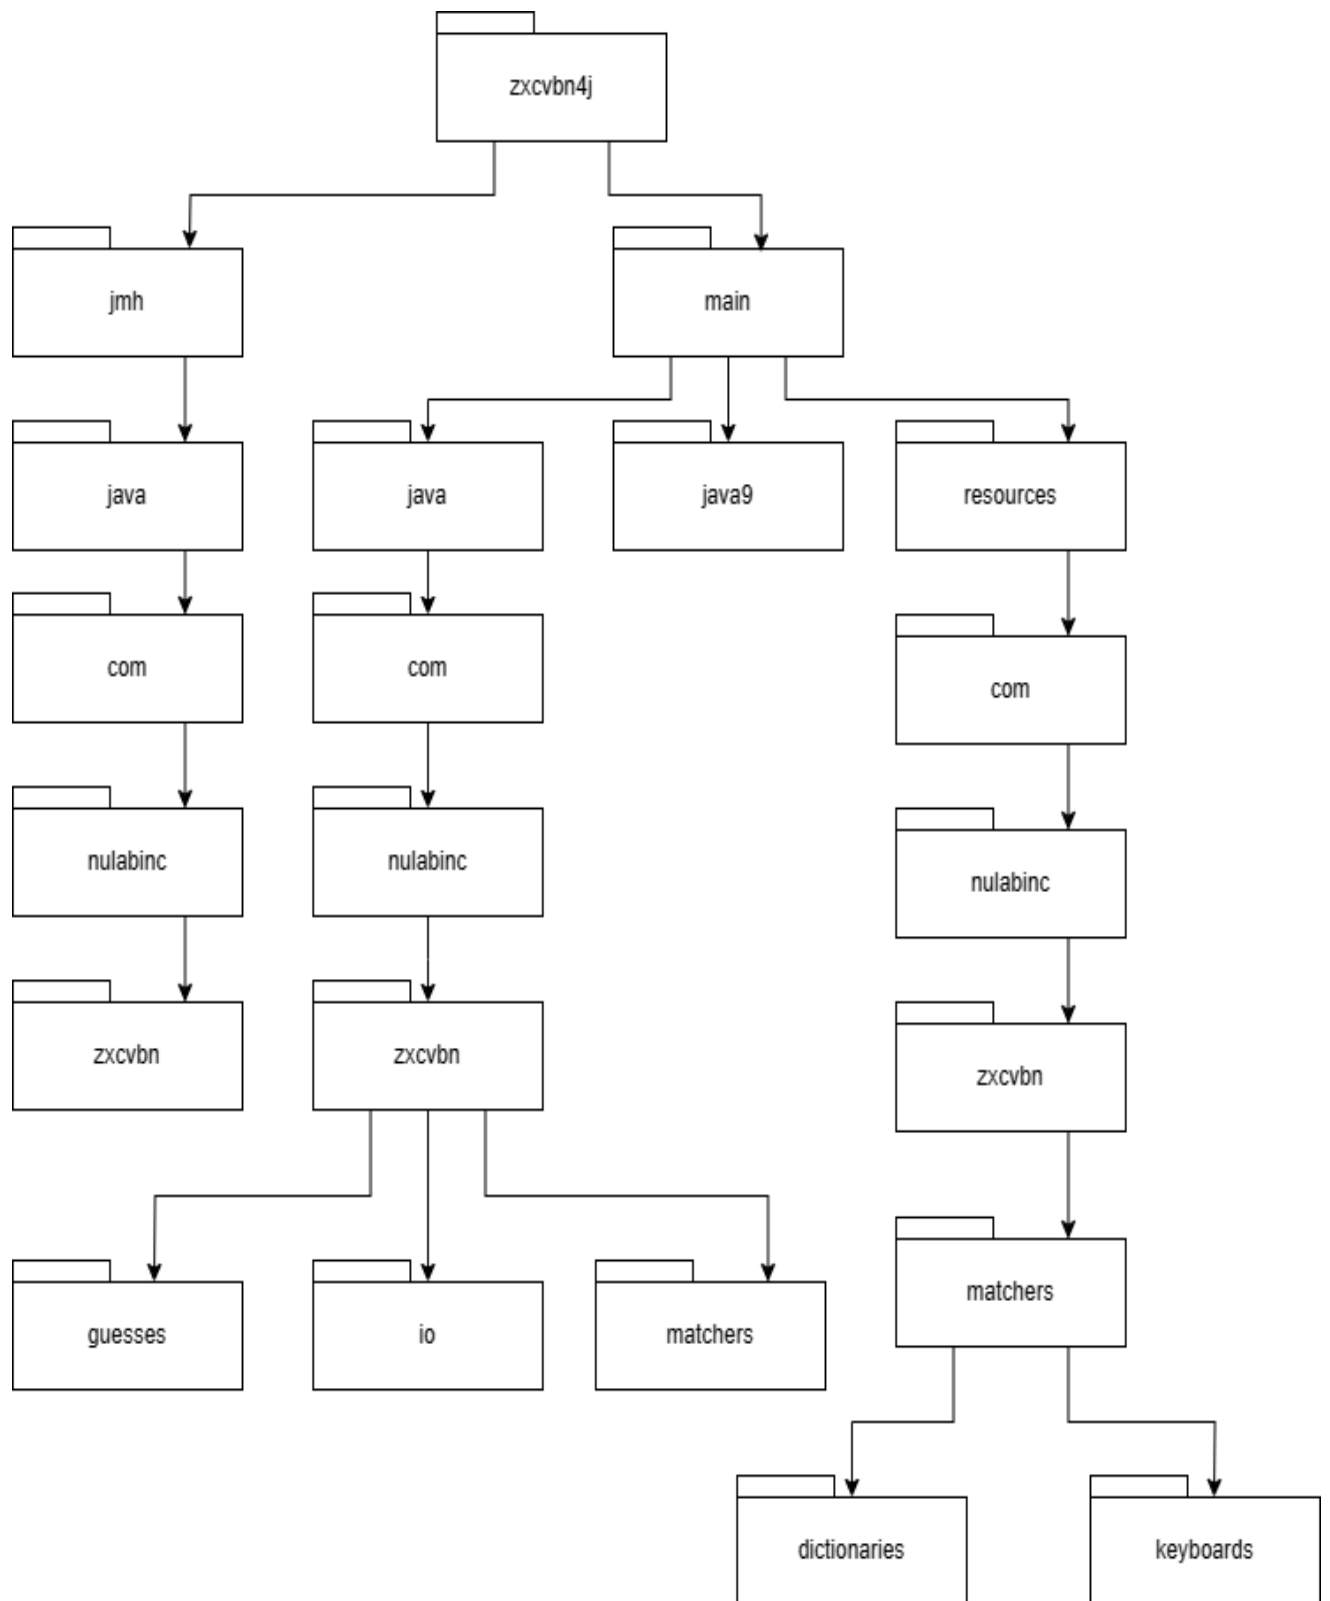 zxcvbn4j
jmh
main
java
java
java9
resources
com
com
com
nulabinc
nulabinc
nulabinc
zxcvbn
zxcvbn
zxcvbn
guesses
io
matchers
matchers
dictionaries
keyboards